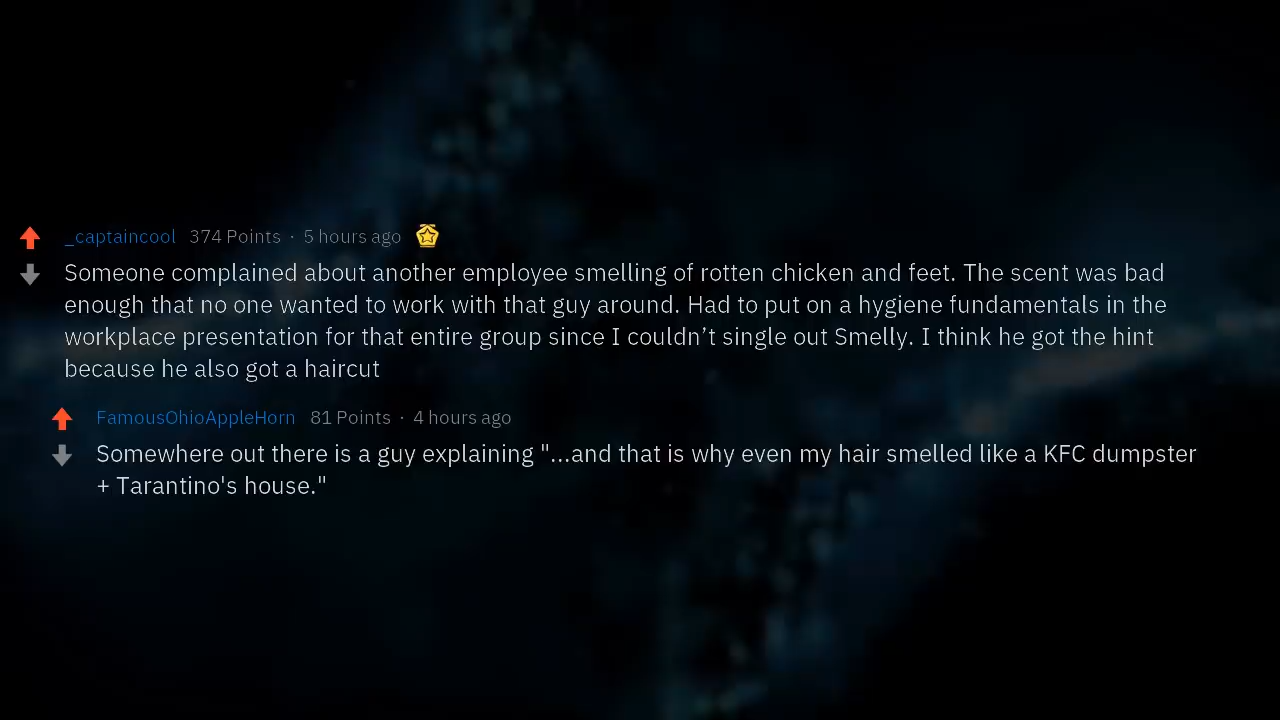 _captaincool 374 Points · 5 hours ago
Someone complained about another employee smelling of rotten chicken and feet. The scent was bad
enough that no one wanted to work with that guy around. Had to put on a hygiene fundamentals in the
workplace presentation for that entire group since I couldn’t single out Smelly. I think he got the hint
because he also got a haircut
FamousOhioAppleHorn 81 Points · 4 hours ago
Somewhere out there is a guy explaining "...and that is why even my hair smelled like a KFC dumpster
+ Tarantino's house."